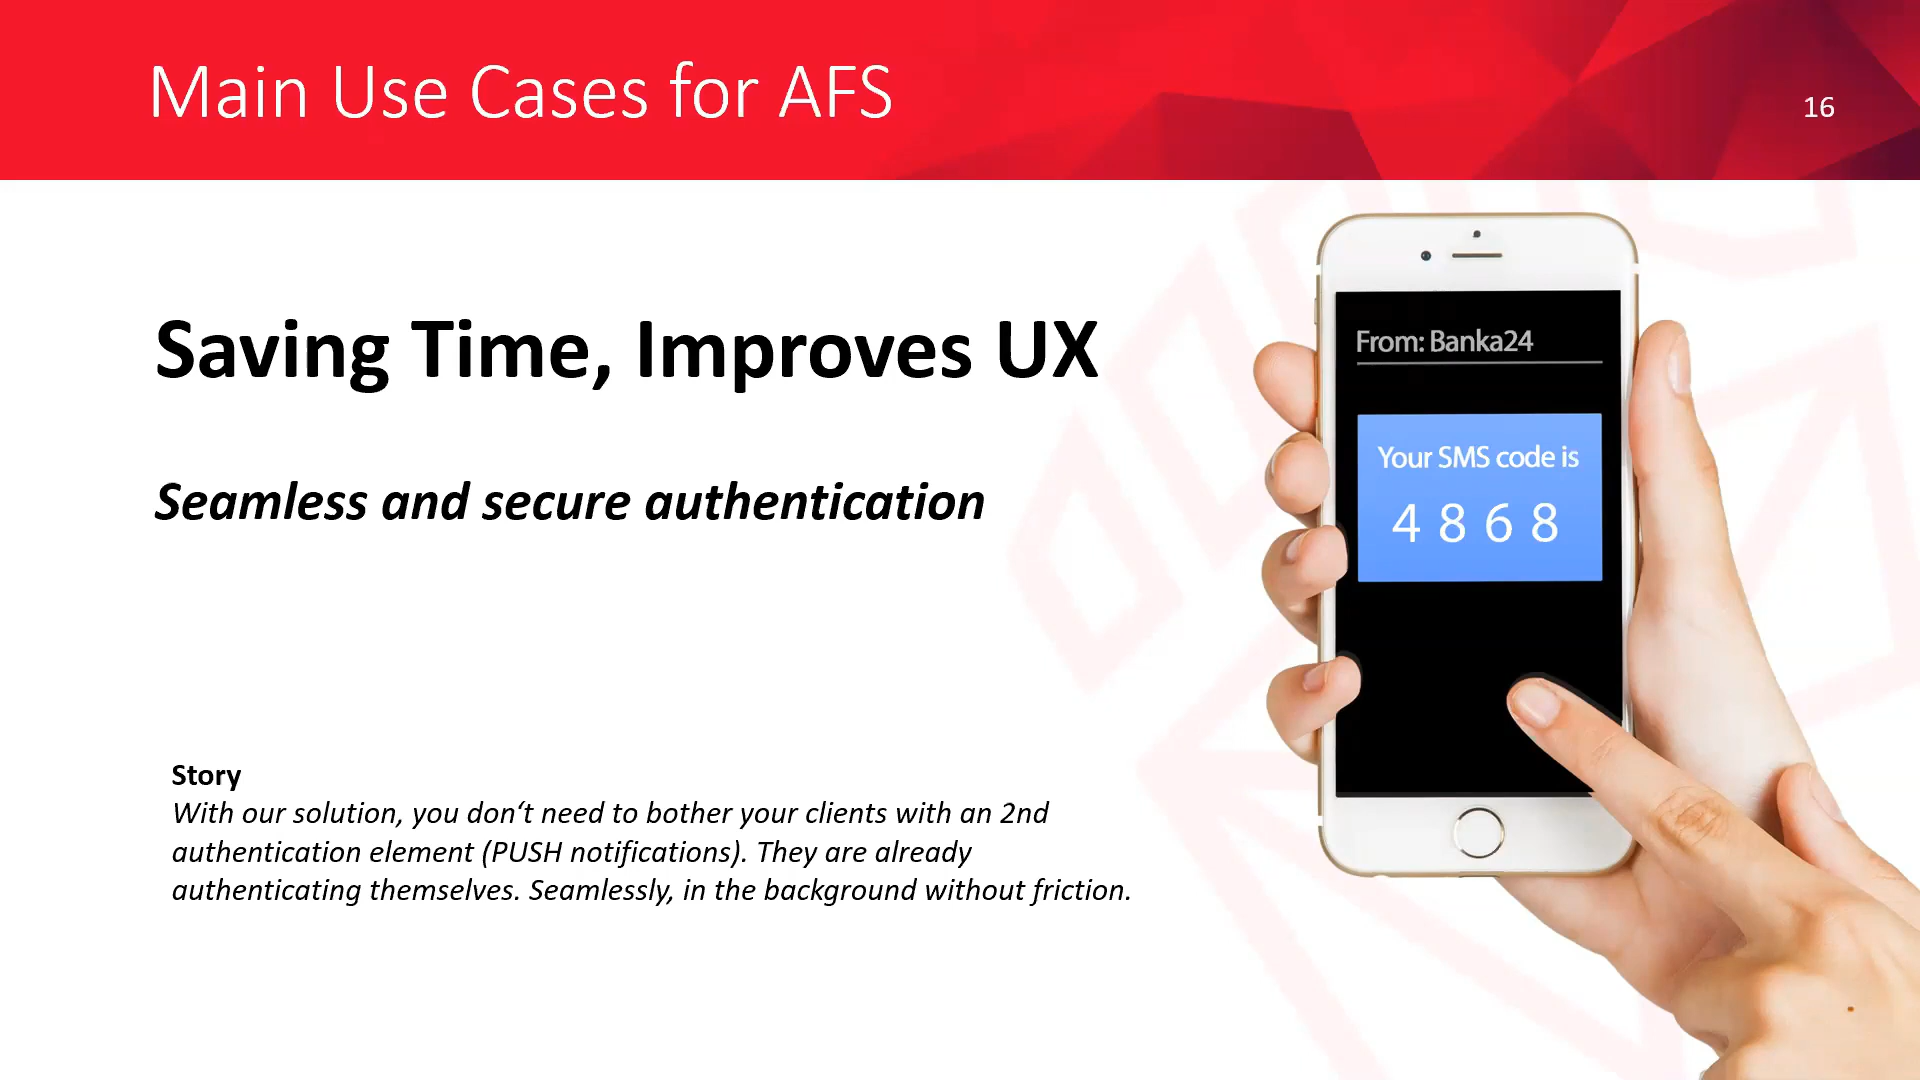 Main Use Cases for AFS
16
Saving Time, Improves UX
Seamless and secure authentication
From: Banka24
Your SMS code is
4 8 6 8
Story
With our solution, you don‘t need to bother your clients with an 2nd
authentication element (PUSH notifications). They are already
authenticating themselves. Seamlessly, in the background without friction.